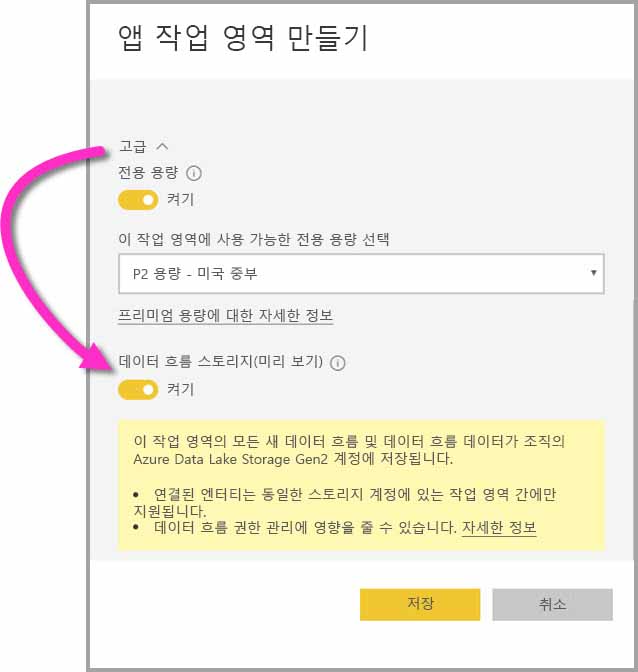 앱 작업 영역 만들기
고급
전용 용량
켜기
이 작업 영역에 사용 가능한 전용 용량 선택
P2 용량 - 미국 중부
프리미엄 용량에 대한 자세한 정보
데이터 흐름 스토리지(미리 보기)
켜기
이 작업 영역의 모든 새 데이터 흐름 및 데이터 흐름 데이터가 조직의
Azure Data Lake Storage Gen2 계정에 저장됩니다.
• 연결된 엔터티는 동일한 스토리지 계정에 있는 작업 영역 간에만
지원됩니다.
• 데이터 흐름 권한 관리에 영향을 줄 수 있습니다. 자세한 정보
저장
취소